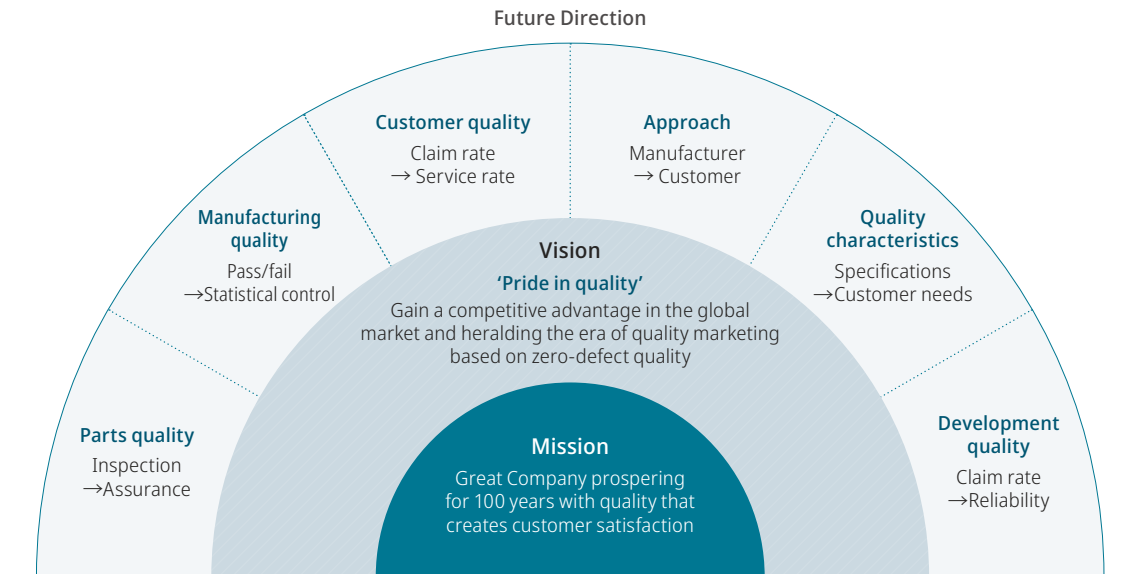 Future Direction
Parts quality
Inspection
→Assurance
Manufacturing
quality
Pass/fail
→Statistical control
Customer quality
Claim rate
→ Service rate
Approach
Manufacturer
→ Customer
Quality
characteristics
Specifications
→Customer needs
Development
quality
Claim rate
→Reliability
Vision
‘Pride in quality’
Gain a competitive advantage in the global
market and heralding the era of quality marketing
based on zero-defect quality
Mission
Great Company prospering
for 100 years with quality that
creates customer satisfaction